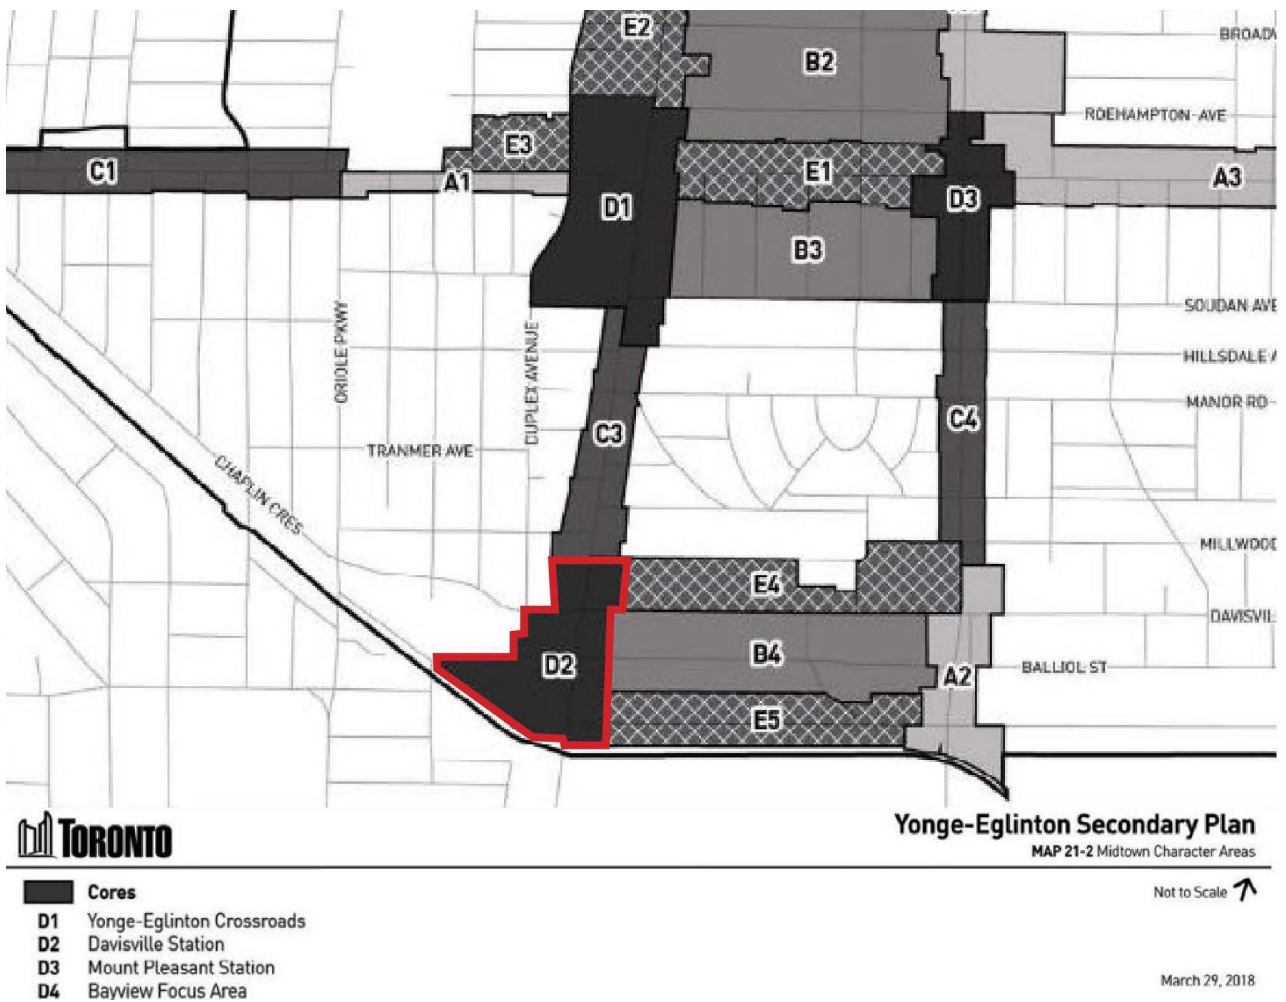 E2
B2
BROADW
ROEHAMPTON AVE
E3
C1
A1
E1
A3
D1
D3
B3
SOUDAN AVE
ORIOLE PKWY
DUPLEX AVENUE
HILLSDALE A
MANOR RD
C3
C4
TRANMER AVE
CHAPLIN CRES
MILLWOOD
E4
DAVISVIL
D2
B4
A2
BALLIOL ST
E5
TORONTO
Yonge-Eglinton Secondary Plan
MAP 21-2 Midtown Character Areas
Cores
Not to Scale
D1 Yonge-Eglinton Crossroads
D2 Davisville Station
D3 Mount Pleasant Station
D4 Bayview Focus Area
March 29, 2018